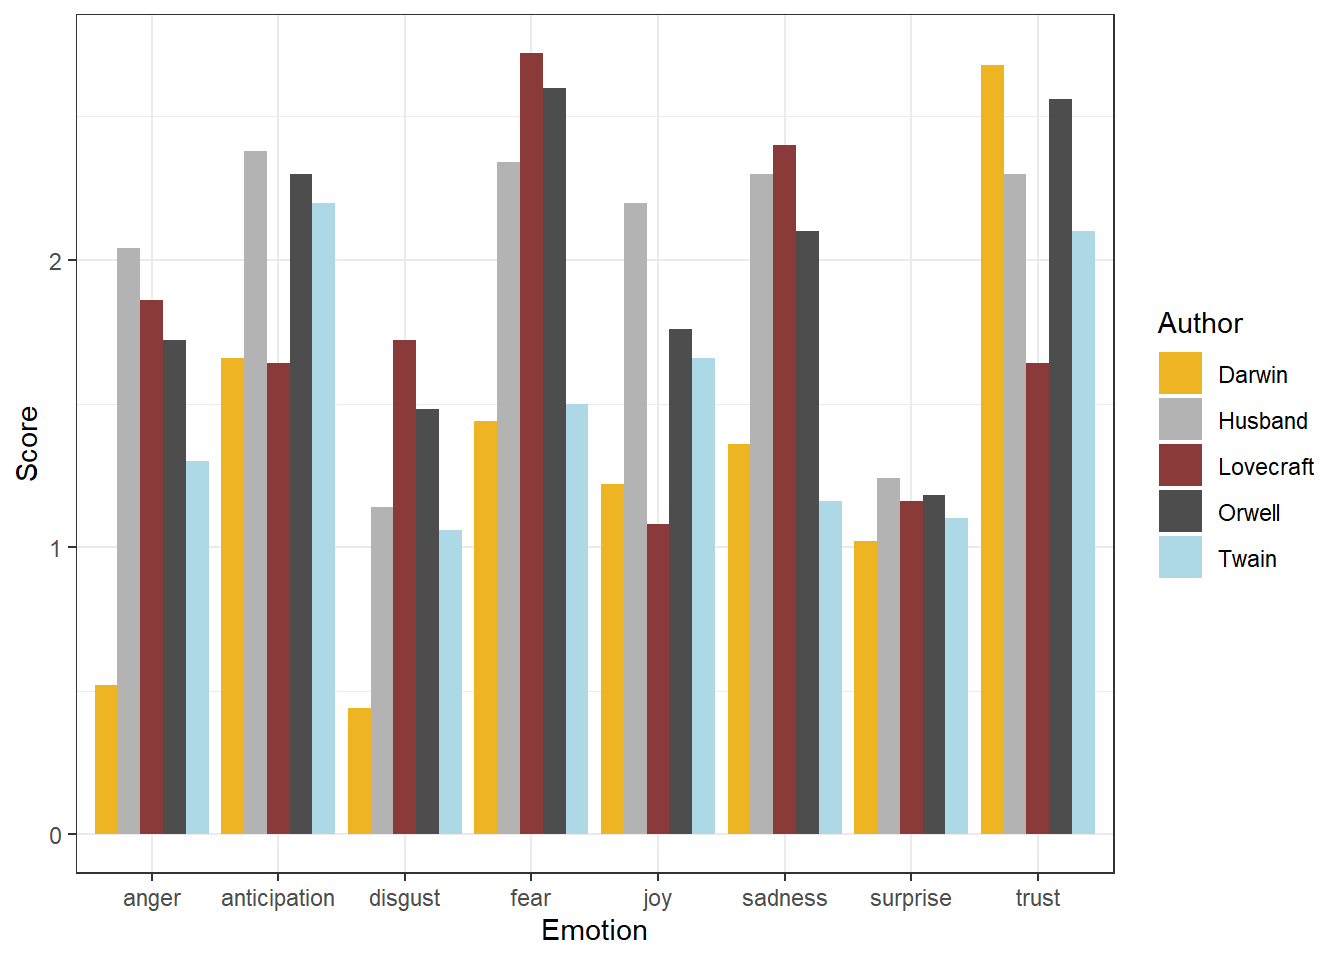 Score
2
1
0
anger anticipation disgust fear joy sadness surprise trust
Emotion
Author
Darwin
Husband
Lovecraft
Orwell
Twain